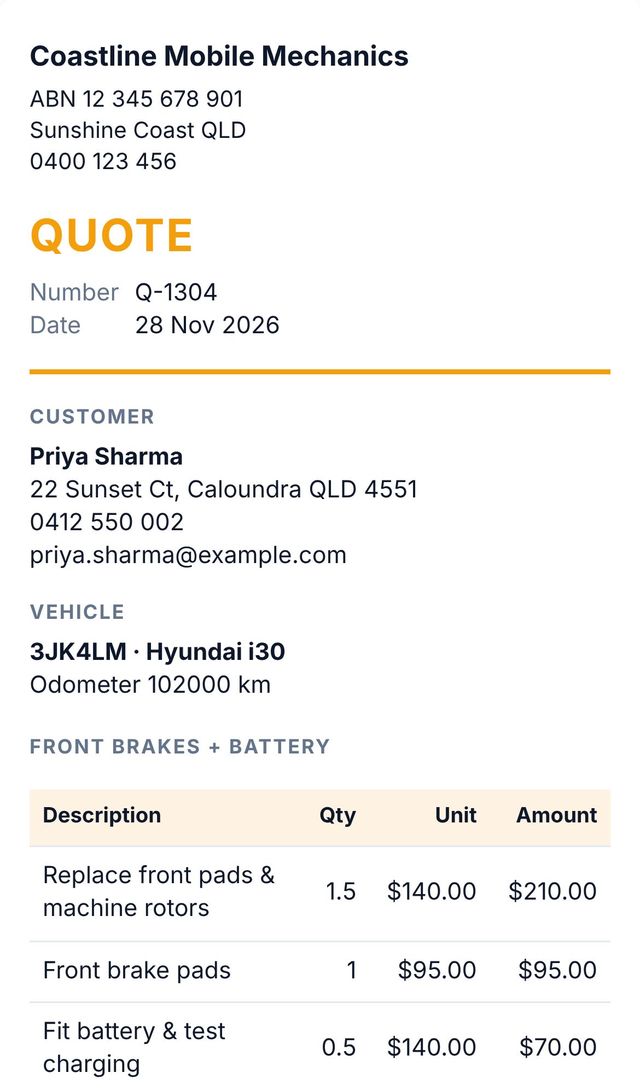 Coastline Mobile Mechanics
ABN 12 345 678 901
Sunshine Coast QLD
0400 123 456
QUOTE
Number Q-1304
Date 28 Nov 2026
CUSTOMER
Priya Sharma
22 Sunset Ct, Caloundra QLD 4551
0412 550 002
priya.sharma@example.com
VEHICLE
3JK4LM · Hyundai i30
Odometer 102000 km
FRONT BRAKES + BATTERY
Description Qty Unit Amount
Replace front pads &
machine rotors 1.5 $140.00 $210.00
Front brake pads 1 $95.00 $95.00
Fit battery & test
charging 0.5 $140.00 $70.00